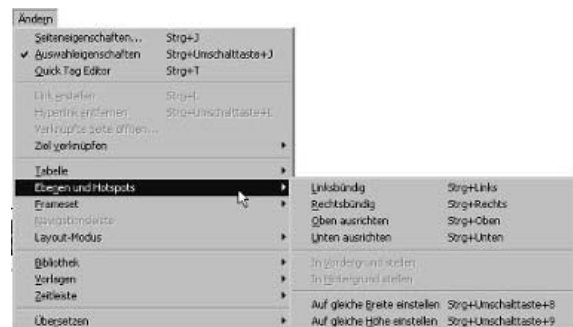 Ändern
Seiteneigenschaften... Strg+J
Auswahleigenschaften Strg+Umschalttaste+J
Quick Tag Editor Strg+T
Link erstellen Strg+L
Hyperlink entfernen Strg+Umschalttaste+L
Verknüpfte Seite öffnen...
Ziel verknüpfen
Tabelle
Ebenen und Hotspots
Linksbündig Strg+Links
Frameset
Rechtsbündig Strg+Rechts
Navigationsleiste
Oben ausrichten Strg+Oben
Layout-Modus
Unten ausrichten Strg+Unten
Bibliothek
In Vordergrund stellen
Vorlagen
In Hintergrund stellen
Zeitleiste
Auf gleiche Breite einstellen Strg+Umschalttaste+8
Übersetzen
Auf gleiche Höhe einstellen Strg+Umschalttaste+9